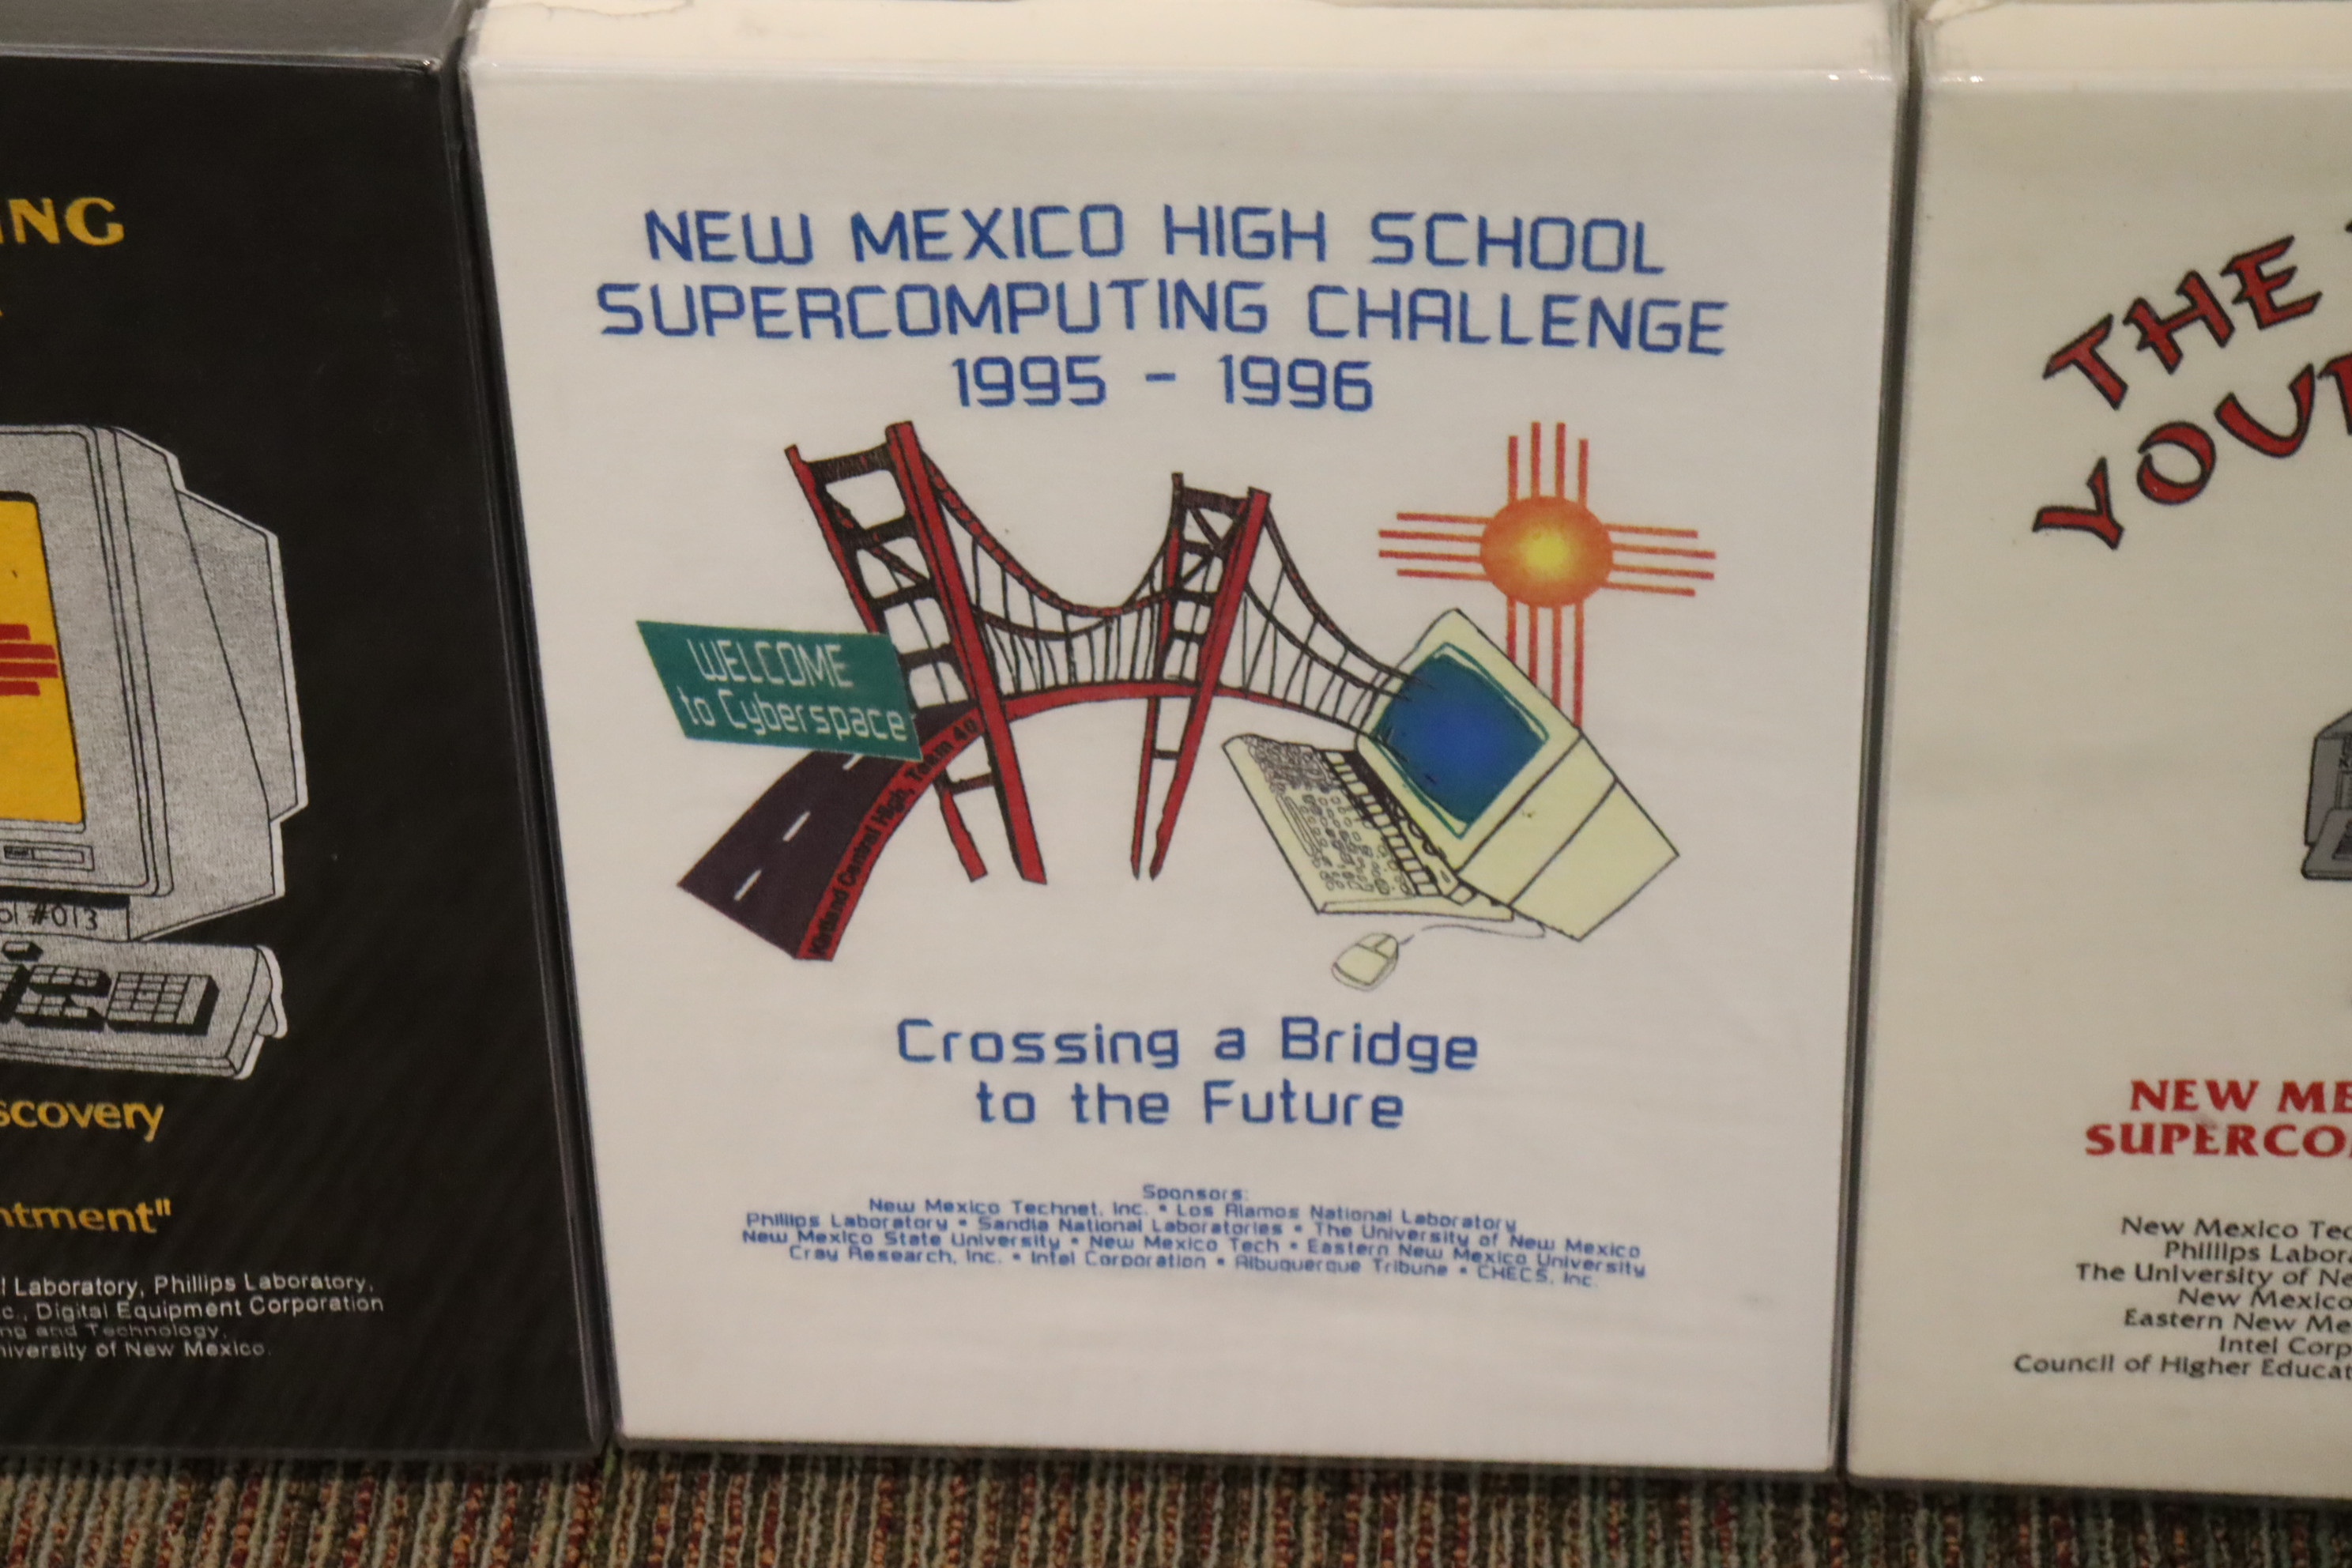 ING
ol #013
scovery
ntment"
l Laboratory, Phillips Laboratory,
c., Digital Equipment Corporation
ng and Technology,
niversity of New Mexico.
NEW MEXICO HIGH SCHOOL
SUPERCOMPUTING CHALLENGE
1995 - 1996
WELCOME
to Cyberspace
Kirtland Central High, Team 40
Crossing a Bridge
to the Future
Sponsors:
New Mexico Technet, Inc. • Los Alamos National Laboratory
Phillips Laboratory • Sandia National Laboratories • The University of New Mexico
New Mexico State University • New Mexico Tech • Eastern New Mexico University
Cray Research, Inc. • Intel Corporation • Albuquerque Tribune • CHECS, Inc.
THE
YOU
NEW ME
SUPERCO
New Mexico Tec
Phillips Labora
The University of Ne
New Mexico
Eastern New Me
Intel Corp
Council of Higher Educat